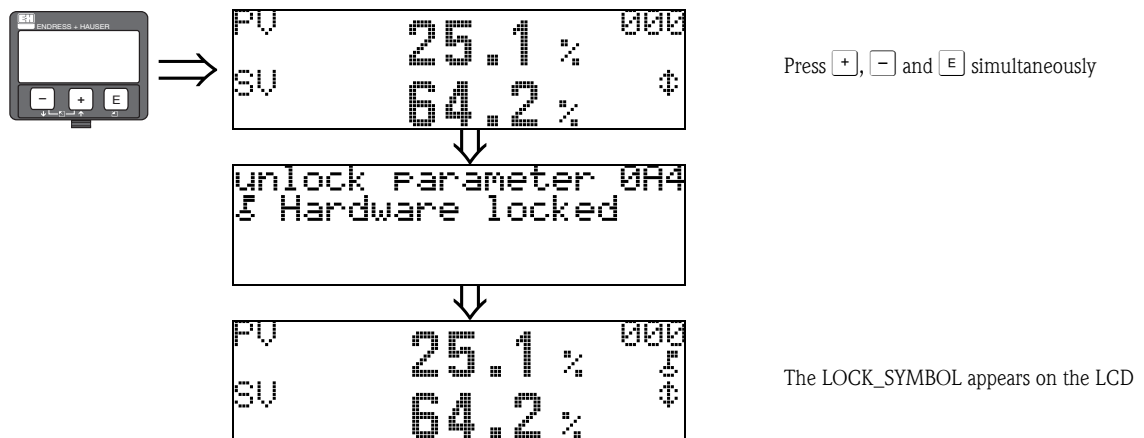 E+H
ENDRESS + HAUSER
- + E
PV 25.1 % 000
SV 64.2 %
Press +, - and E simultaneously
unlock parameter 0A4
Hardware locked
PV 25.1 % 000
SV 64.2 %
The LOCK_SYMBOL appears on the LCD